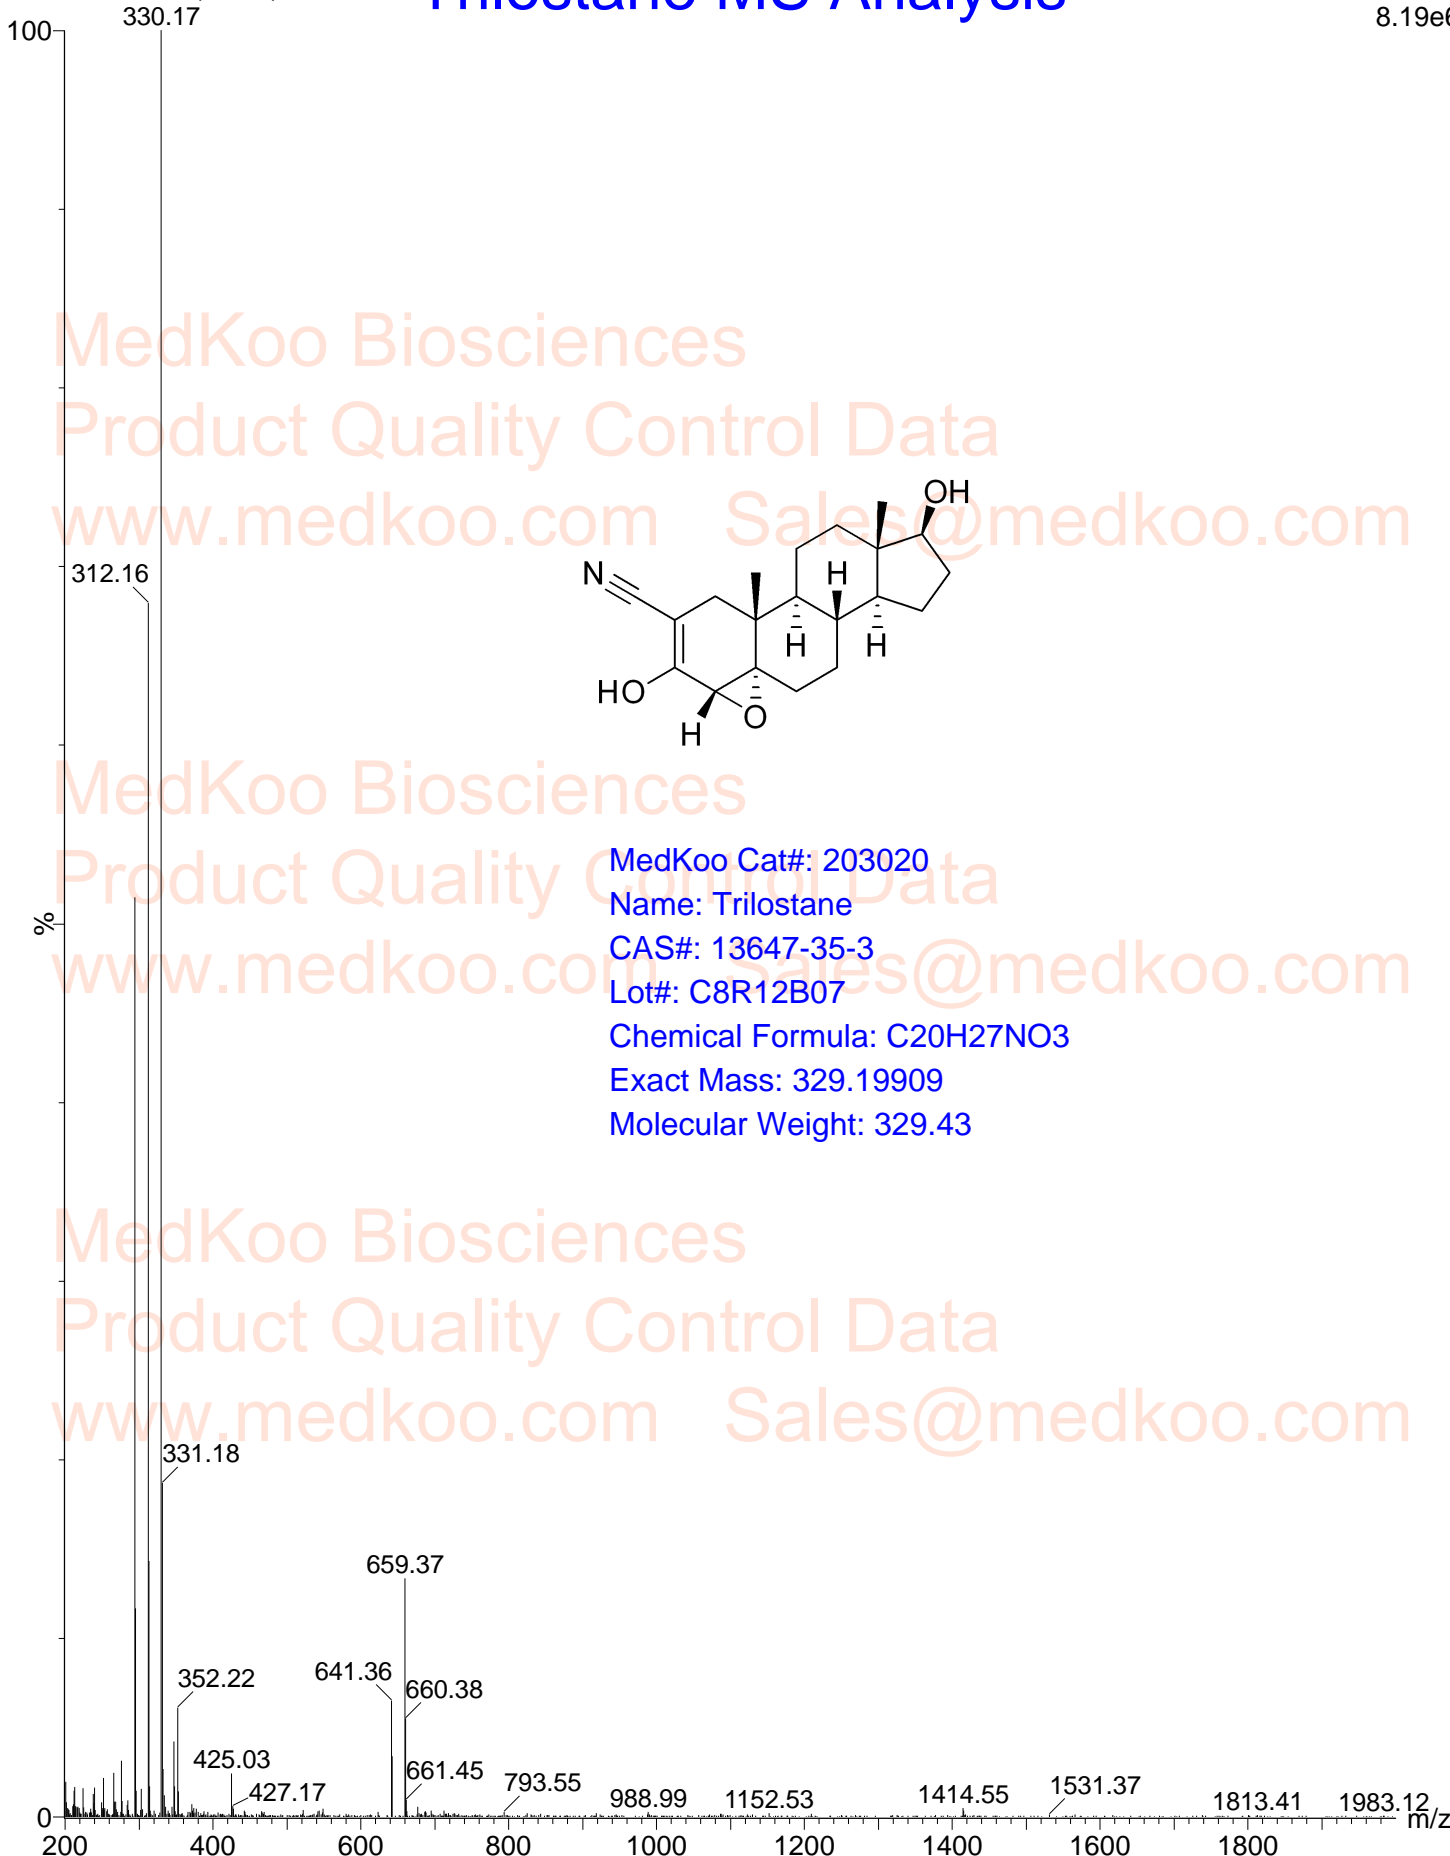 Trilostane MS Analysis
330.17
8.19e6
100
MedKoo Biosciences
Product Quality Control Data
www.medkoo.com Sales@medkoo.com
312.16
OH
N
H
H
H
HO
O
H
MedKoo Biosciences
Product Quality Control Data
www.medkoo.com Sales@medkoo.com
MedKoo Cat#: 203020
Name: Trilostane
CAS#: 13647-35-3
Lot#: C8R12B07
Chemical Formula: C20H27NO3
Exact Mass: 329.19909
Molecular Weight: 329.43
%
MedKoo Biosciences
Product Quality Control Data
www.medkoo.com Sales@medkoo.com
331.18
659.37
352.22
641.36
660.38
425.03
427.17
661.45
793.55
988.99
1152.53
1414.55
1531.37
1813.41
1983.12
0
m/z
200 400 600 800 1000 1200 1400 1600 1800